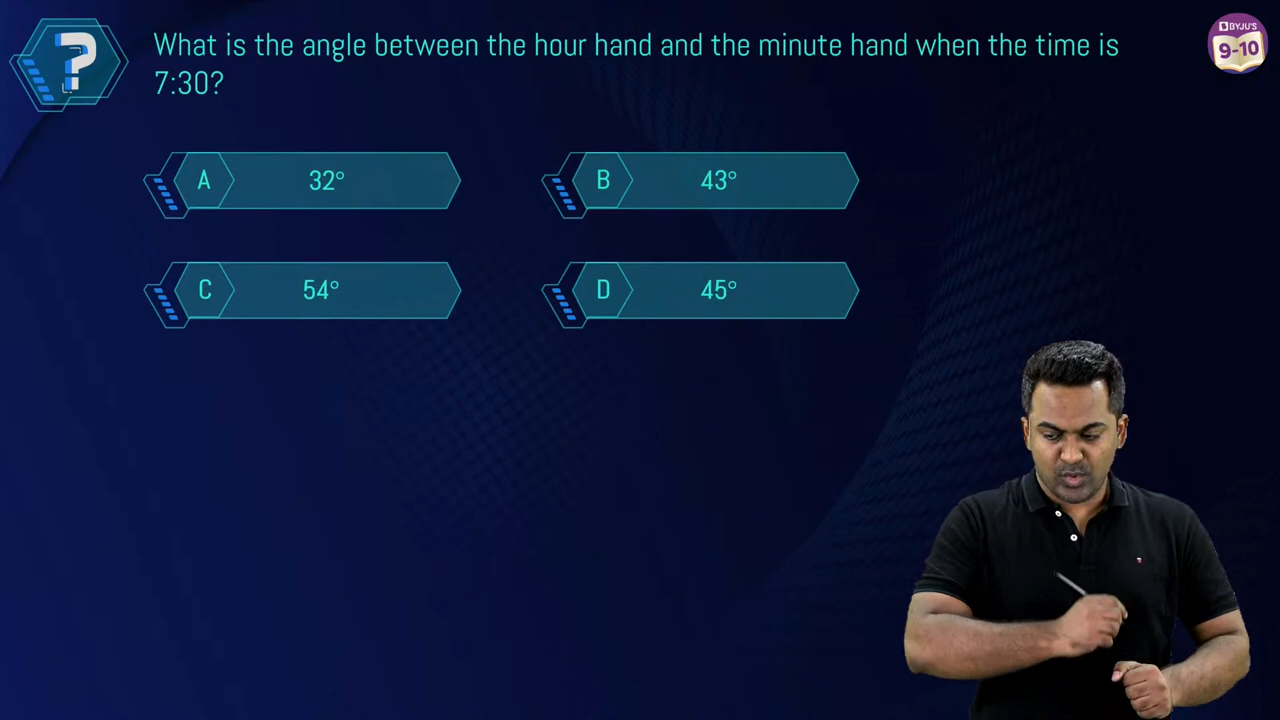 What is the angle between the hour hand and the minute hand when the time is
7:30?
BYJU'S
9-10
A 32°
B 43°
C 54°
D 45°